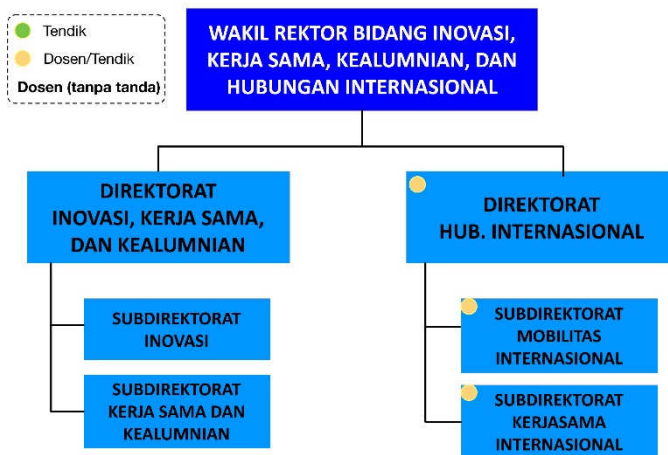 Tendik
Dosen/Tendik
Dosen (tanpa tanda)
WAKIL REKTOR BIDANG INOVASI,
KERJA SAMA, KEALUMNIAN, DAN
HUBUNGAN INTERNASIONAL
DIREKTORAT
INOVASI, KERJA SAMA,
DAN KEALUMNIAN
SUBDIREKTORAT
INOVASI
SUBDIREKTORAT
KERJA SAMA DAN
KEALUMNIAN
DIREKTORAT
HUB. INTERNASIONAL
SUBDIREKTORAT
MOBILITAS
INTERNASIONAL
SUBDIREKTORAT
KERJASAMA
INTERNASIONAL